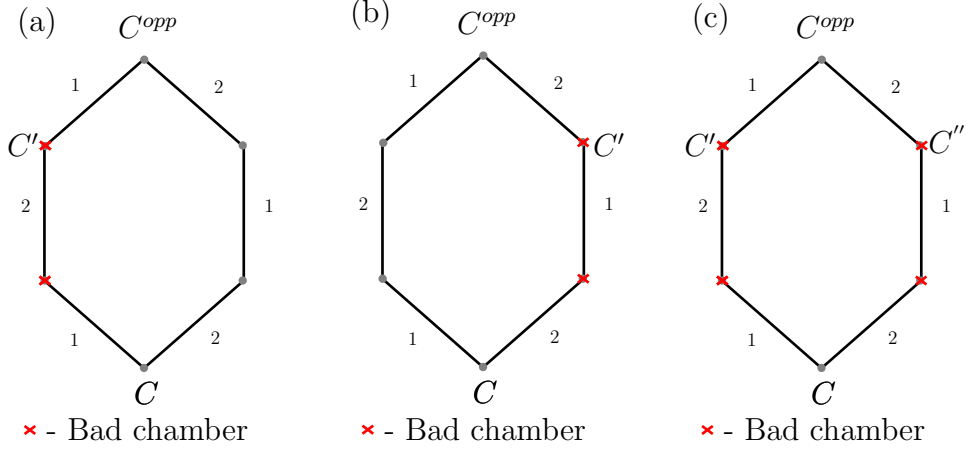 (a)
C^{opp}
1
2
C'
2
1
1
2
C
× - Bad chamber
(b)
C^{opp}
1
2
C'
2
1
1
2
C
× - Bad chamber
(c)
C^{opp}
1
2
C'
C''
2
1
1
2
C
× - Bad chamber